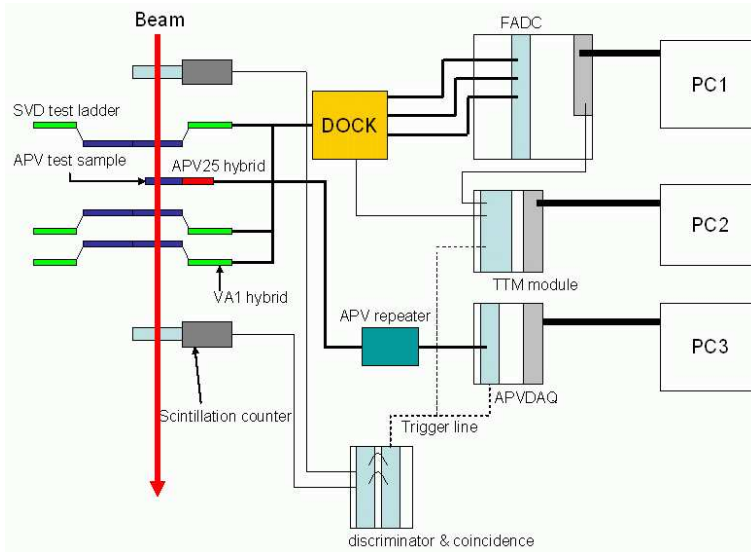 Beam
FADC
PC1
SVD test ladder
DOCK
APV test sample
APV25 hybrid
PC2
VA1 hybrid
TTM module
APV repeater
PC3
Scintillation counter
APVDAQ
Trigger line
discriminator & coincidence